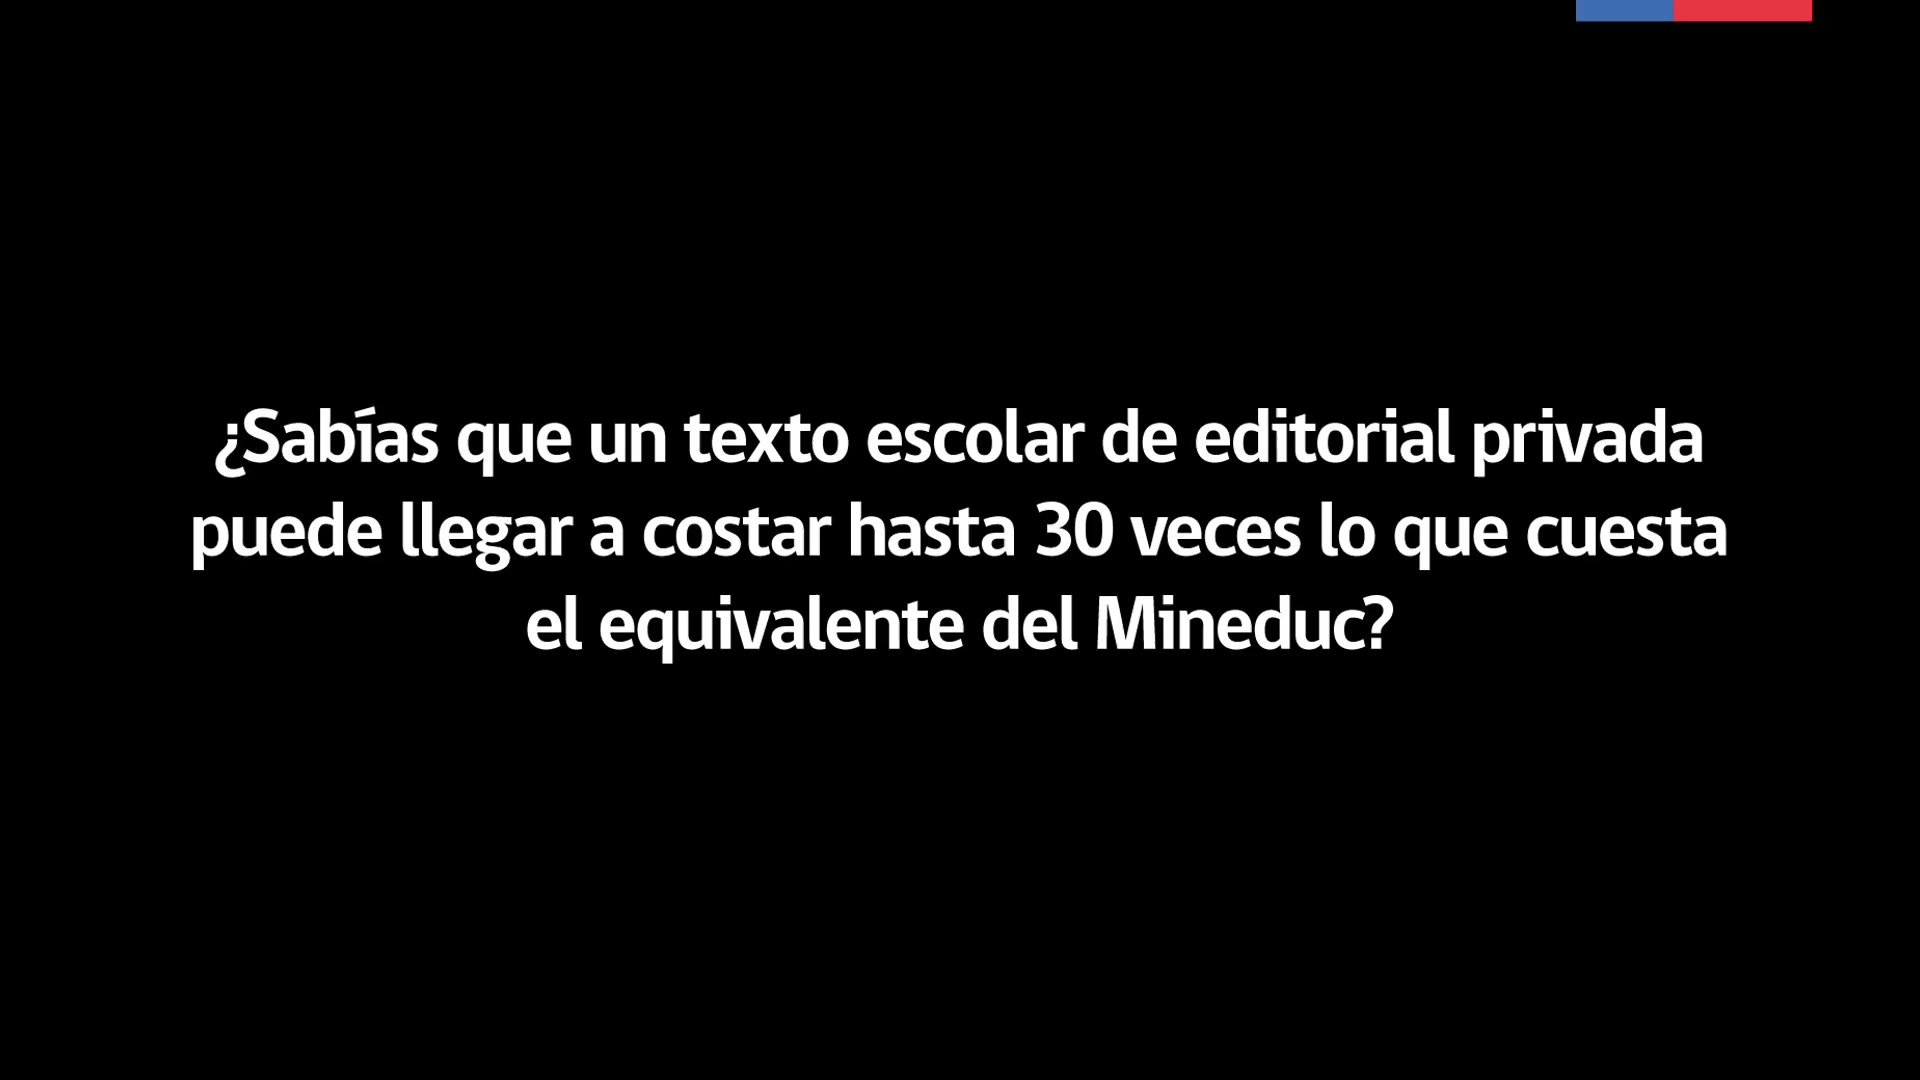 ¿Sabías que un texto escolar de editorial privada
puede llegar a costar hasta 30 veces lo que cuesta
el equivalente del Mineduc?